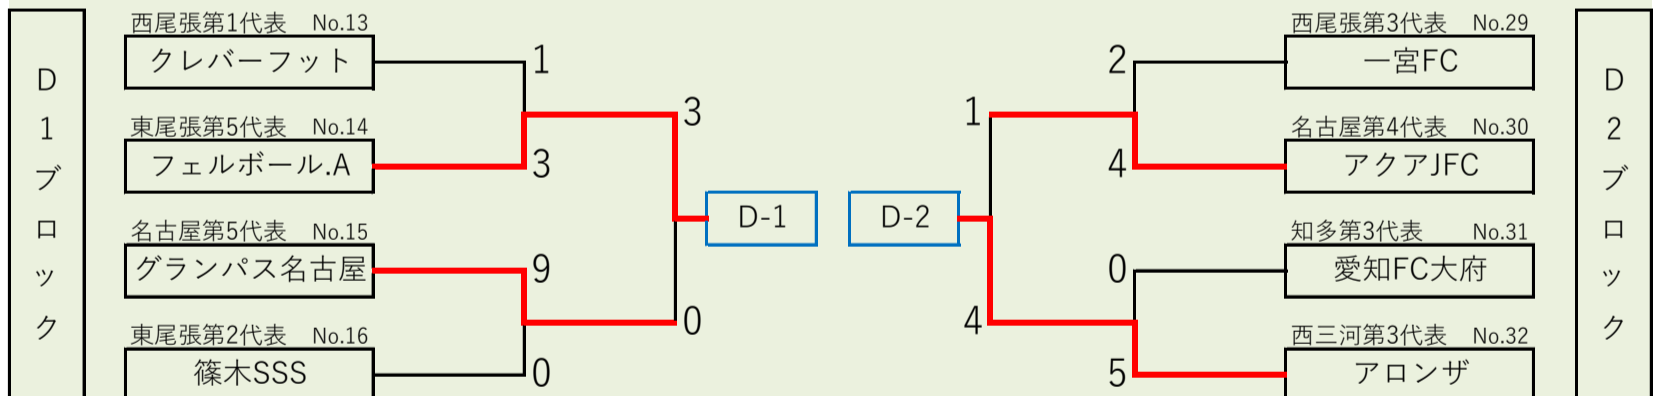 D1ブロック
西尾張第1代表 No.13
クレバーフット
1
東尾張第5代表 No.14
フェルボール.A
3
3
名古屋第5代表 No.15
グランパス名古屋
9
0
東尾張第2代表 No.16
篠木SSS
0
D-1
D-2
西尾張第3代表 No.29
2
一宮FC
1
名古屋第4代表 No.30
4
アクアJFC
知多第3代表 No.31
0
愛知FC大府
4
西三河第3代表 No.32
5
アロンザ
D2ブロック